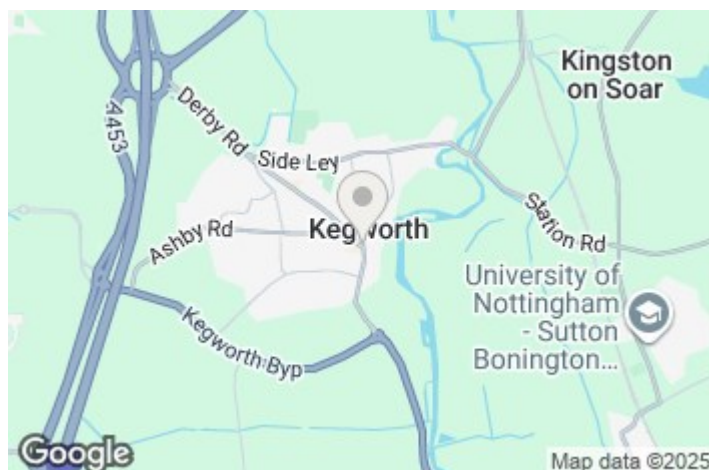 Kingston
on Soar
A453
Derby Rd
Side Ley
Kegworth
Ashby Rd
Station Rd
University of
Nottingham
- Sutton
Bonington...
Kegworth Byp
Google
Map data ©2025